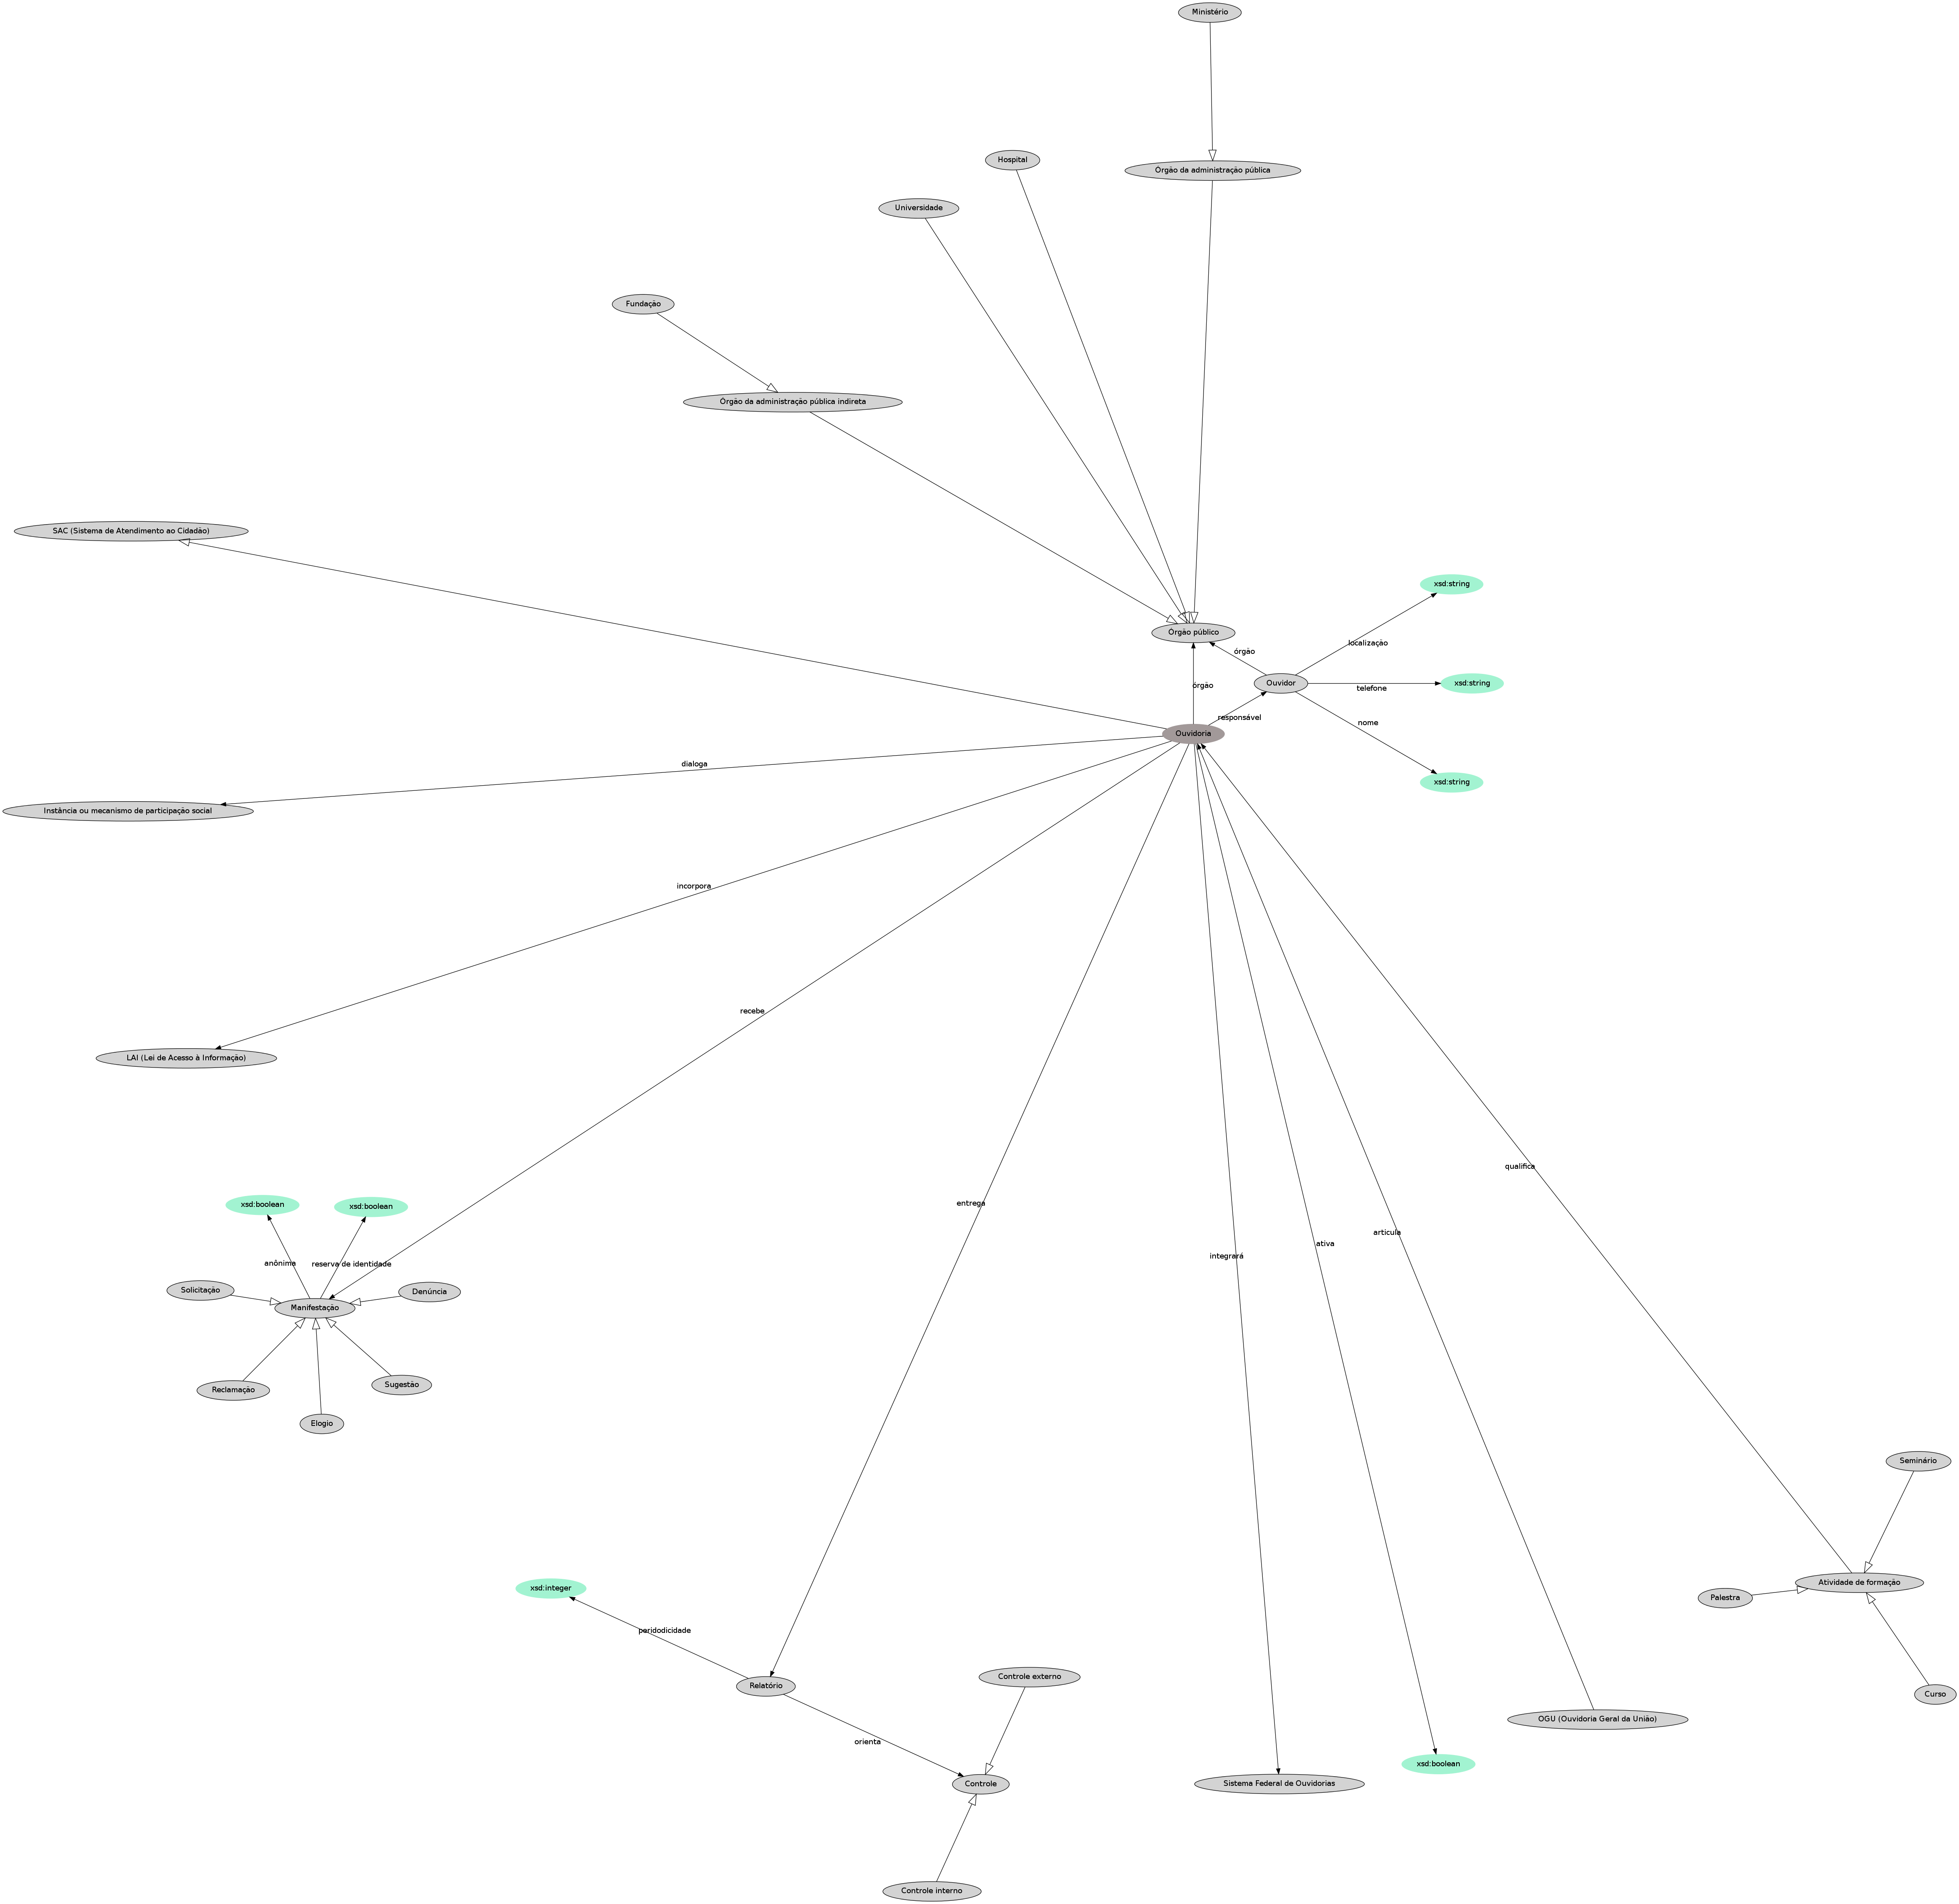 Ministério
Hospital
Órgão da administração pública
Universidade
Fundação
Órgão da administração pública indireta
SAC (Sistema de Atendimento ao Cidadão)
xsd:string
Órgão público
localização
órgão
Ouvidor
xsd:string
órgão
telefone
responsável
nome
Ouvidoria
dialoga
xsd:string
Instância ou mecanismo de participação social
incorpora
recebe
LAI (Lei de Acesso à Informação)
qualifica
xsd:boolean
xsd:boolean
entrega
articula
ativa
integrará
anônima
reserva de identidade
Solicitação
Denúncia
Manifestação
Reclamação
Sugestão
Elogio
Seminário
Atividade de formação
xsd:integer
Palestra
peridodicidade
Controle externo
Relatório
Curso
OGU (Ouvidoria Geral da União)
orienta
xsd:boolean
Controle
Sistema Federal de Ouvidorias
Controle interno